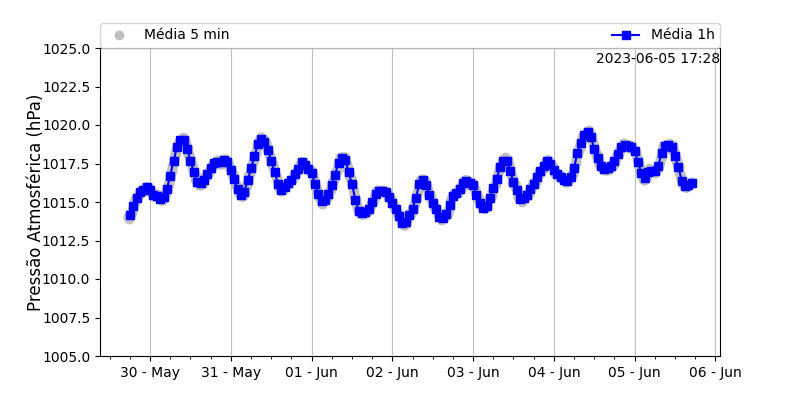 Média 5 min
Média 1h
2023-06-05 17:28
Pressão Atmosférica (hPa)
1025.0
1022.5
1020.0
1017.5
1015.0
1012.5
1010.0
1007.5
1005.0
30 - May
31 - May
01 - Jun
02 - Jun
03 - Jun
04 - Jun
05 - Jun
06 - Jun